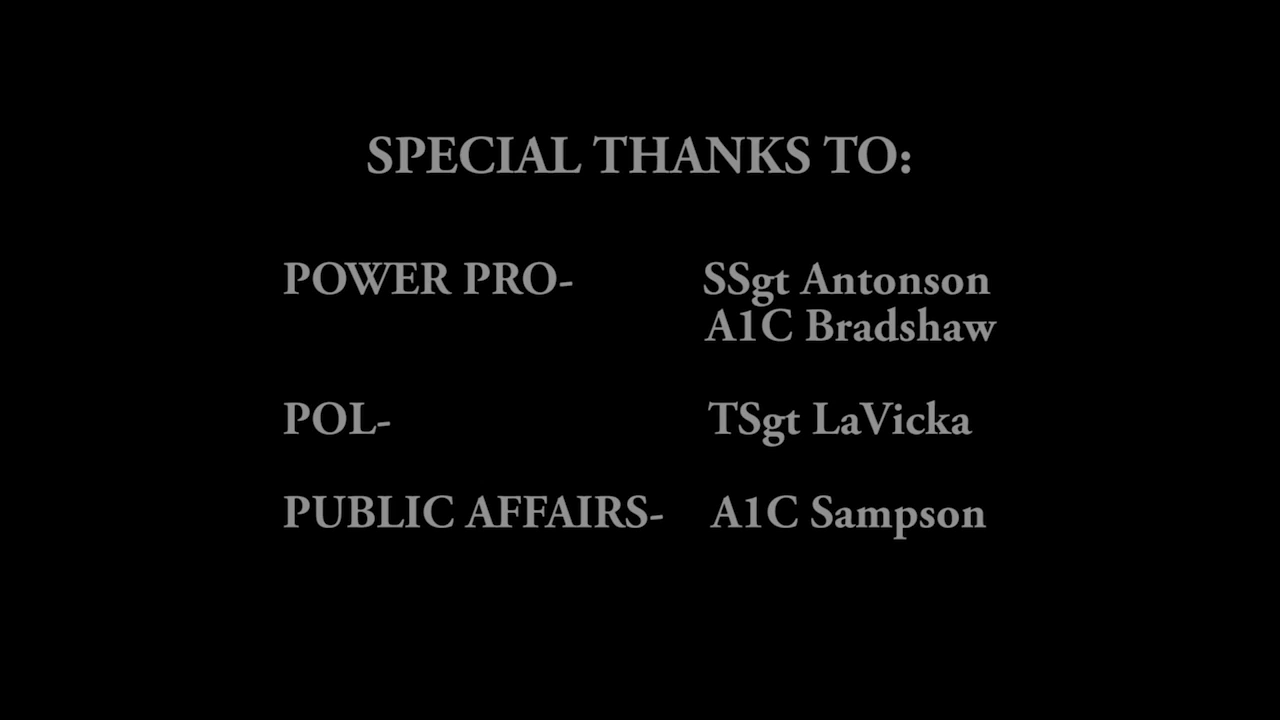 SPECIAL THANKS TO:
POWER PRO- SSgt Antonson
A1C Bradshaw
POL- TSgt LaVicka
PUBLIC AFFAIRS- A1C Sampson